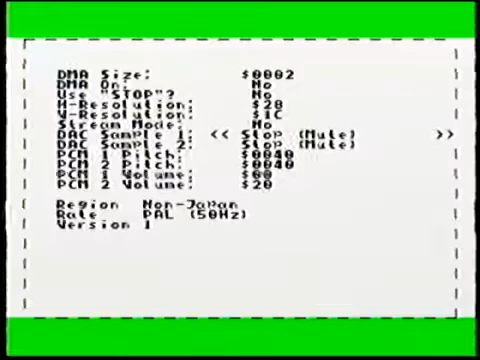 DMA Size: $0002
DMA On: No
Use "STOP"? No
H-Resolution: $28
V-Resolution: $1C
Stream Mode: No
DAC Sample 1: << Stop (Mute) >>
DAC Sample 2: Stop (Mute)
PCM 1 Pitch: $0040
PCM 2 Pitch: $0040
PCM 1 Volume: $00
PCM 2 Volume: $20
Region Non-Japan
Rate PAL (50Hz)
Version 1